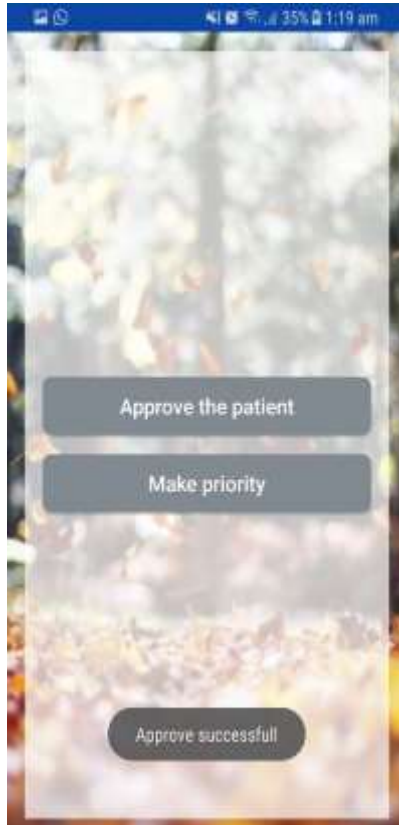 35% 1:19 am
Approve the patient
Make priority
Approve successfull